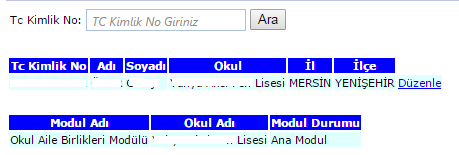 Tc Kimlik No: TC Kimlik No Giriniz Ara
Tc Kimlik No Adı Soyadı Okul İl İlçe
Lisesi MERSİN YENİŞEHİR Düzenle
Modul Adı Okul Adı Modul Durumu
Okul Aile Birlikleri Modülü Lisesi Ana Modul